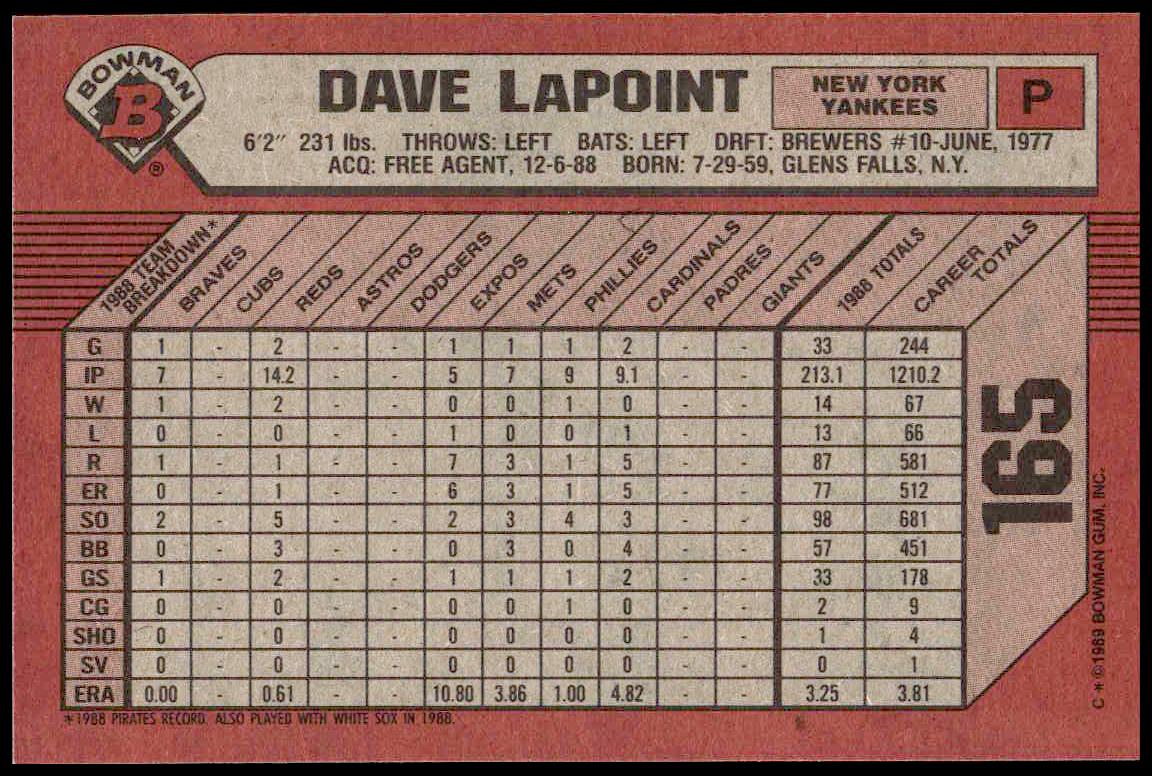 BOWMAN
B
®
DAVE LaPOINT
NEW YORK
YANKEES
P
6'2" 231 lbs. THROWS: LEFT BATS: LEFT DRFT: BREWERS #10-JUNE, 1977
ACQ: FREE AGENT, 12-6-88 BORN: 7-29-59, GLENS FALLS, N.Y.
1988 TEAM BREAKDOWN* BRAVES CUBS REDS ASTROS DODGERS EXPOS METS PHILLIES CARDINALS PADRES GIANTS 1988 TOTALS CAREER TOTALS
G 1 - 2 - - 1 1 1 2 - - 33 244
IP 7 - 14.2 - - 5 7 9 9.1 - - 213.1 1210.2
W 1 - 2 - - 0 0 1 0 - - 14 67
L 0 - 0 - - 1 0 0 1 - - 13 66
R 1 - 1 - - 7 3 1 5 - - 87 581
ER 0 - 1 - - 6 3 1 5 - - 77 512
SO 2 - 5 - - 2 3 4 3 - - 98 681
BB 0 - 3 - - 0 3 0 4 - - 57 451
GS 1 - 2 - - 1 1 1 2 - - 33 178
CG 0 - 0 - - 0 0 1 0 - - 2 9
SHO 0 - 0 - - 0 0 0 0 - - 1 4
SV 0 - 0 - - 0 0 0 0 - - 0 1
ERA 0.00 - 0.61 - - 10.80 3.86 1.00 4.82 - - 3.25 3.81
*1988 PIRATES RECORD. ALSO PLAYED WITH WHITE SOX IN 1988.
165
C * ©1989 BOWMAN GUM, INC.